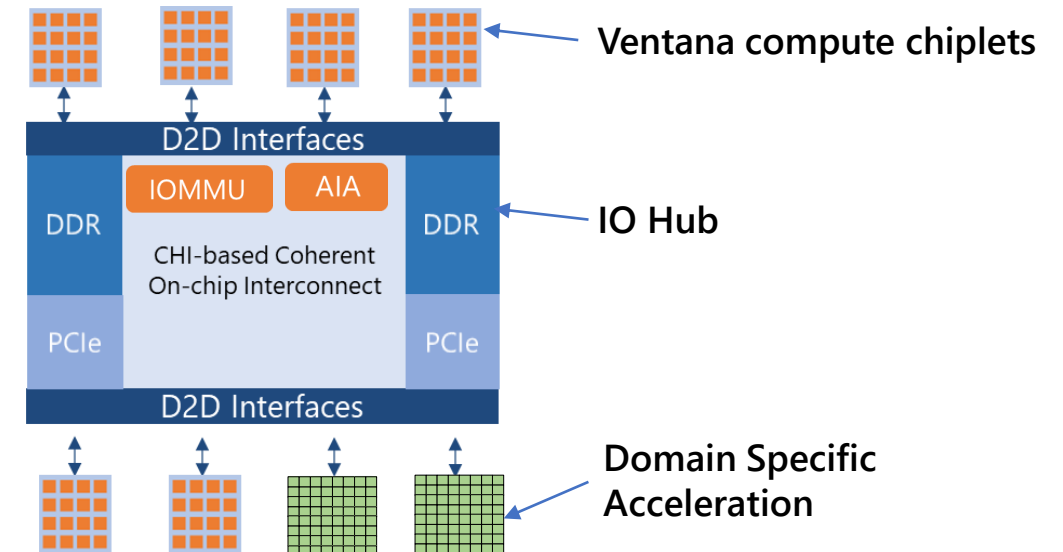 Ventana compute chiplets
D2D Interfaces
IOMMU
AIA
DDR
DDR
IO Hub
CHI-based Coherent
On-chip Interconnect
PCIe
PCIe
D2D Interfaces
Domain Specific
Acceleration